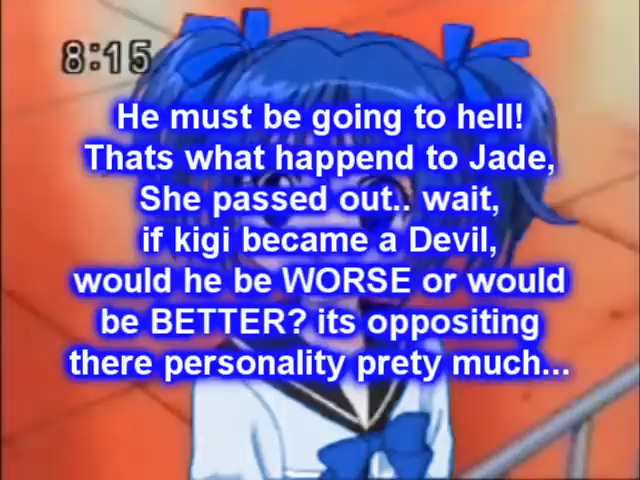 8:15
He must be going to hell!
Thats what happend to Jade,
She passed out.. wait,
if kigi became a Devil,
would he be WORSE or would
be BETTER? its oppositing
there personality prety much...